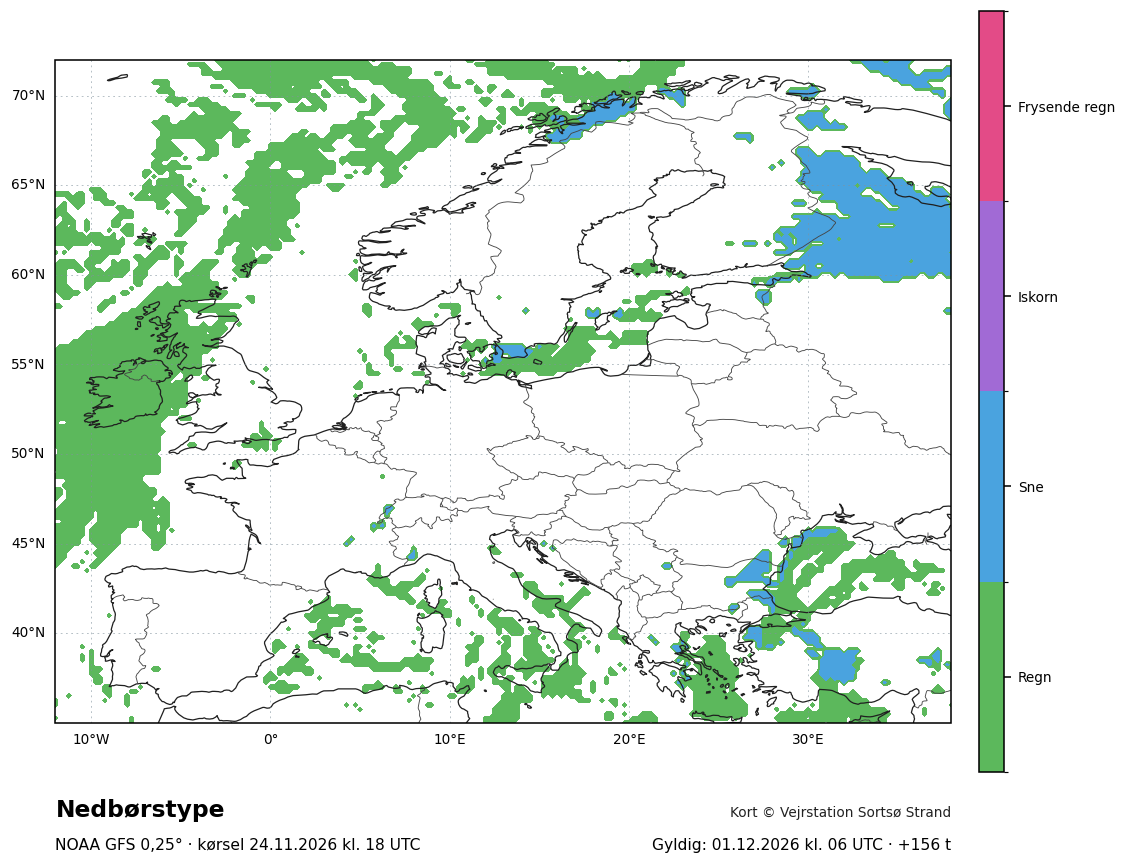 70°N
65°N
60°N
55°N
50°N
45°N
40°N
10°W
0°
10°E
20°E
30°E
Frysende regn
Iskorn
Sne
Regn
Nedbørstype
Kort © Vejrstation Sortsø Strand
NOAA GFS 0,25° · kørsel 24.11.2026 kl. 18 UTC
Gyldig: 01.12.2026 kl. 06 UTC · +156 t